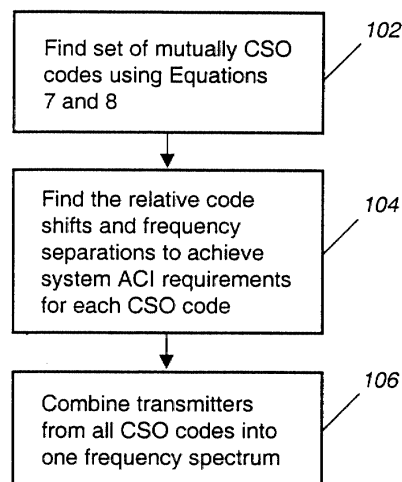 Find set of mutually CSO
codes using Equations
7 and 8
102
Find the relative code
shifts and frequency
separations to achieve
system ACI requirements
for each CSO code
104
Combine transmitters
from all CSO codes into
one frequency spectrum
106